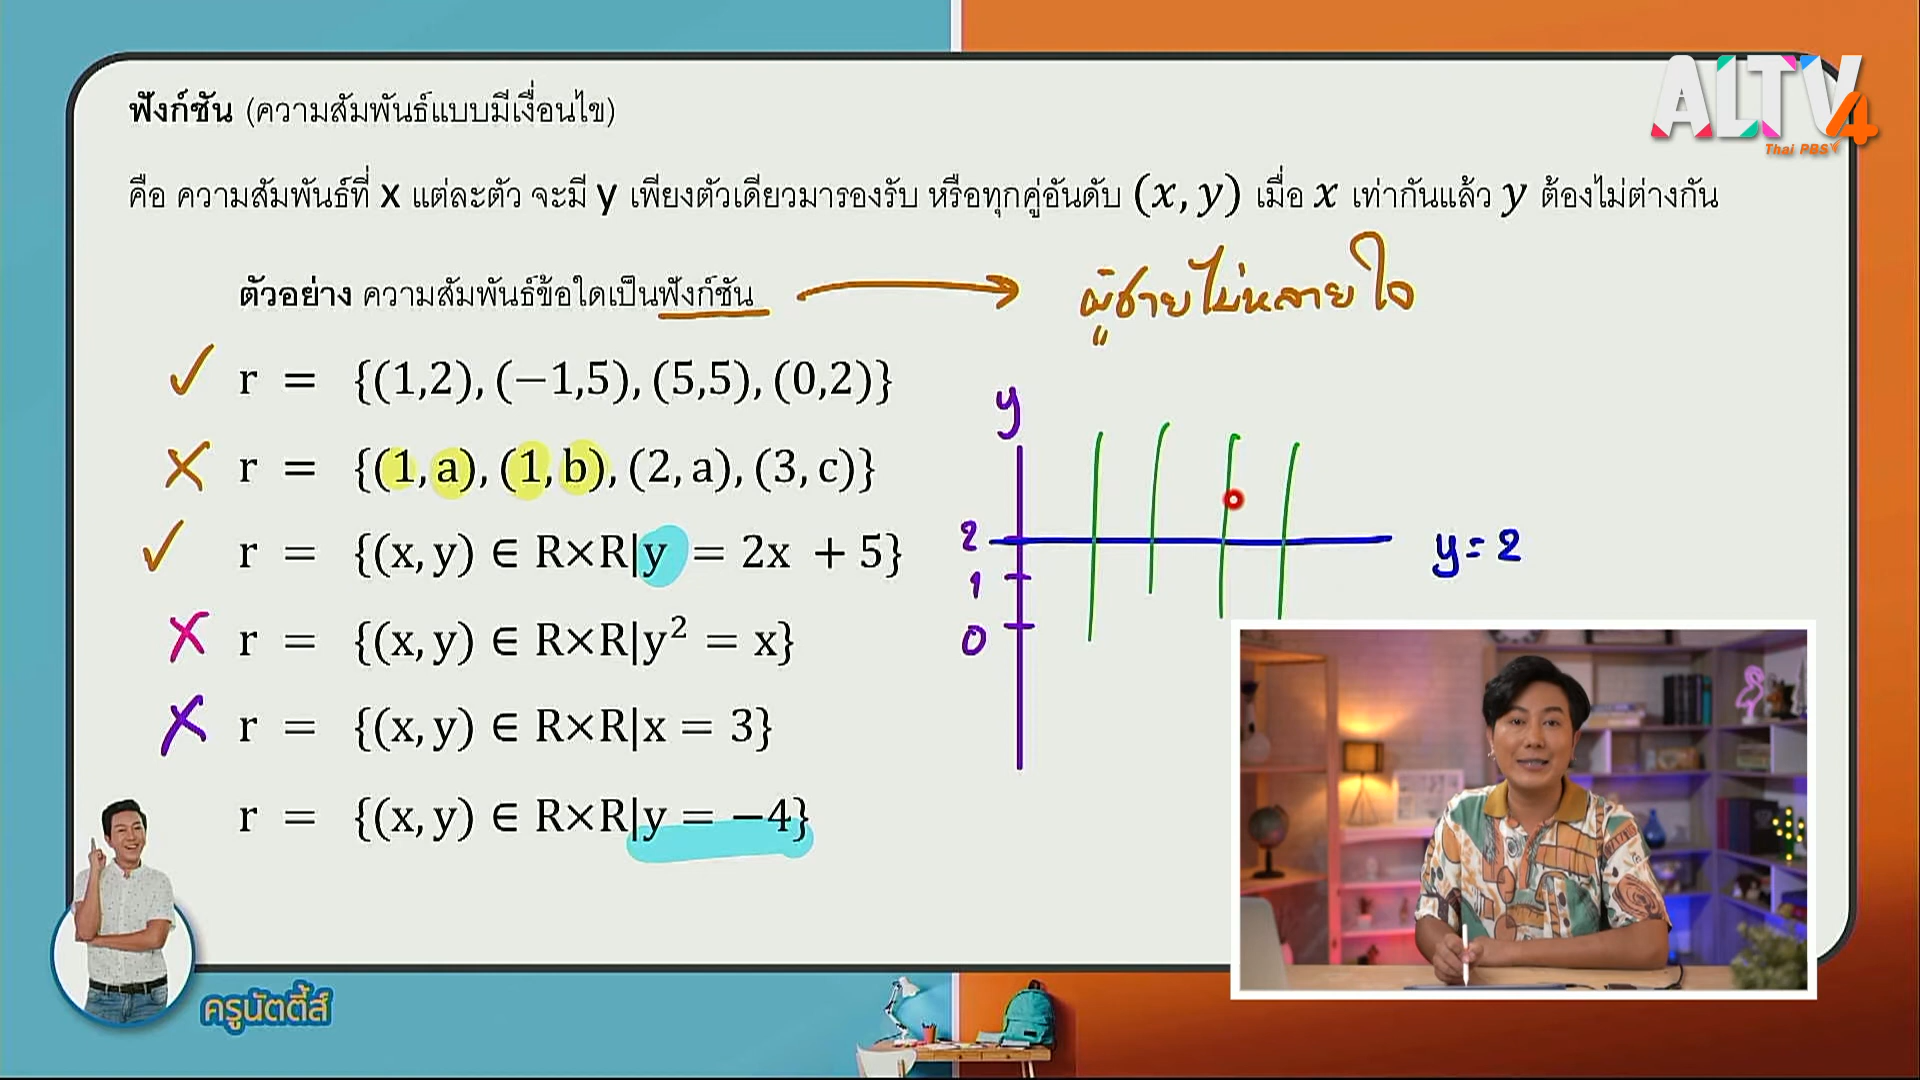 ALTV4
Thai PBS
ฟังก์ชัน (ความสัมพันธ์แบบมีเงื่อนไข)
คือ ความสัมพันธ์ที่ x แต่ละตัว จะมี y เพียงตัวเดียวมารองรับ หรือทุกคู่อันดับ (x, y) เมื่อ x เท่ากันแล้ว y ต้องไม่ต่างกัน
ตัวอย่าง ความสัมพันธ์ข้อใดเป็นฟังก์ชัน → ผู้ชายไม่หลายใจ
✓ r = {(1,2), (−1,5), (5,5), (0,2)}
✗ r = {(1, a), (1, b), (2, a), (3, c)}
✓ r = {(x, y) ∈ R×R|y = 2x + 5}
✗ r = {(x, y) ∈ R×R|y² = x}
✗ r = {(x, y) ∈ R×R|x = 3}
r = {(x, y) ∈ R×R|y = −4}
y
2
1
0
y = 2
ครูนัตตี้ส์